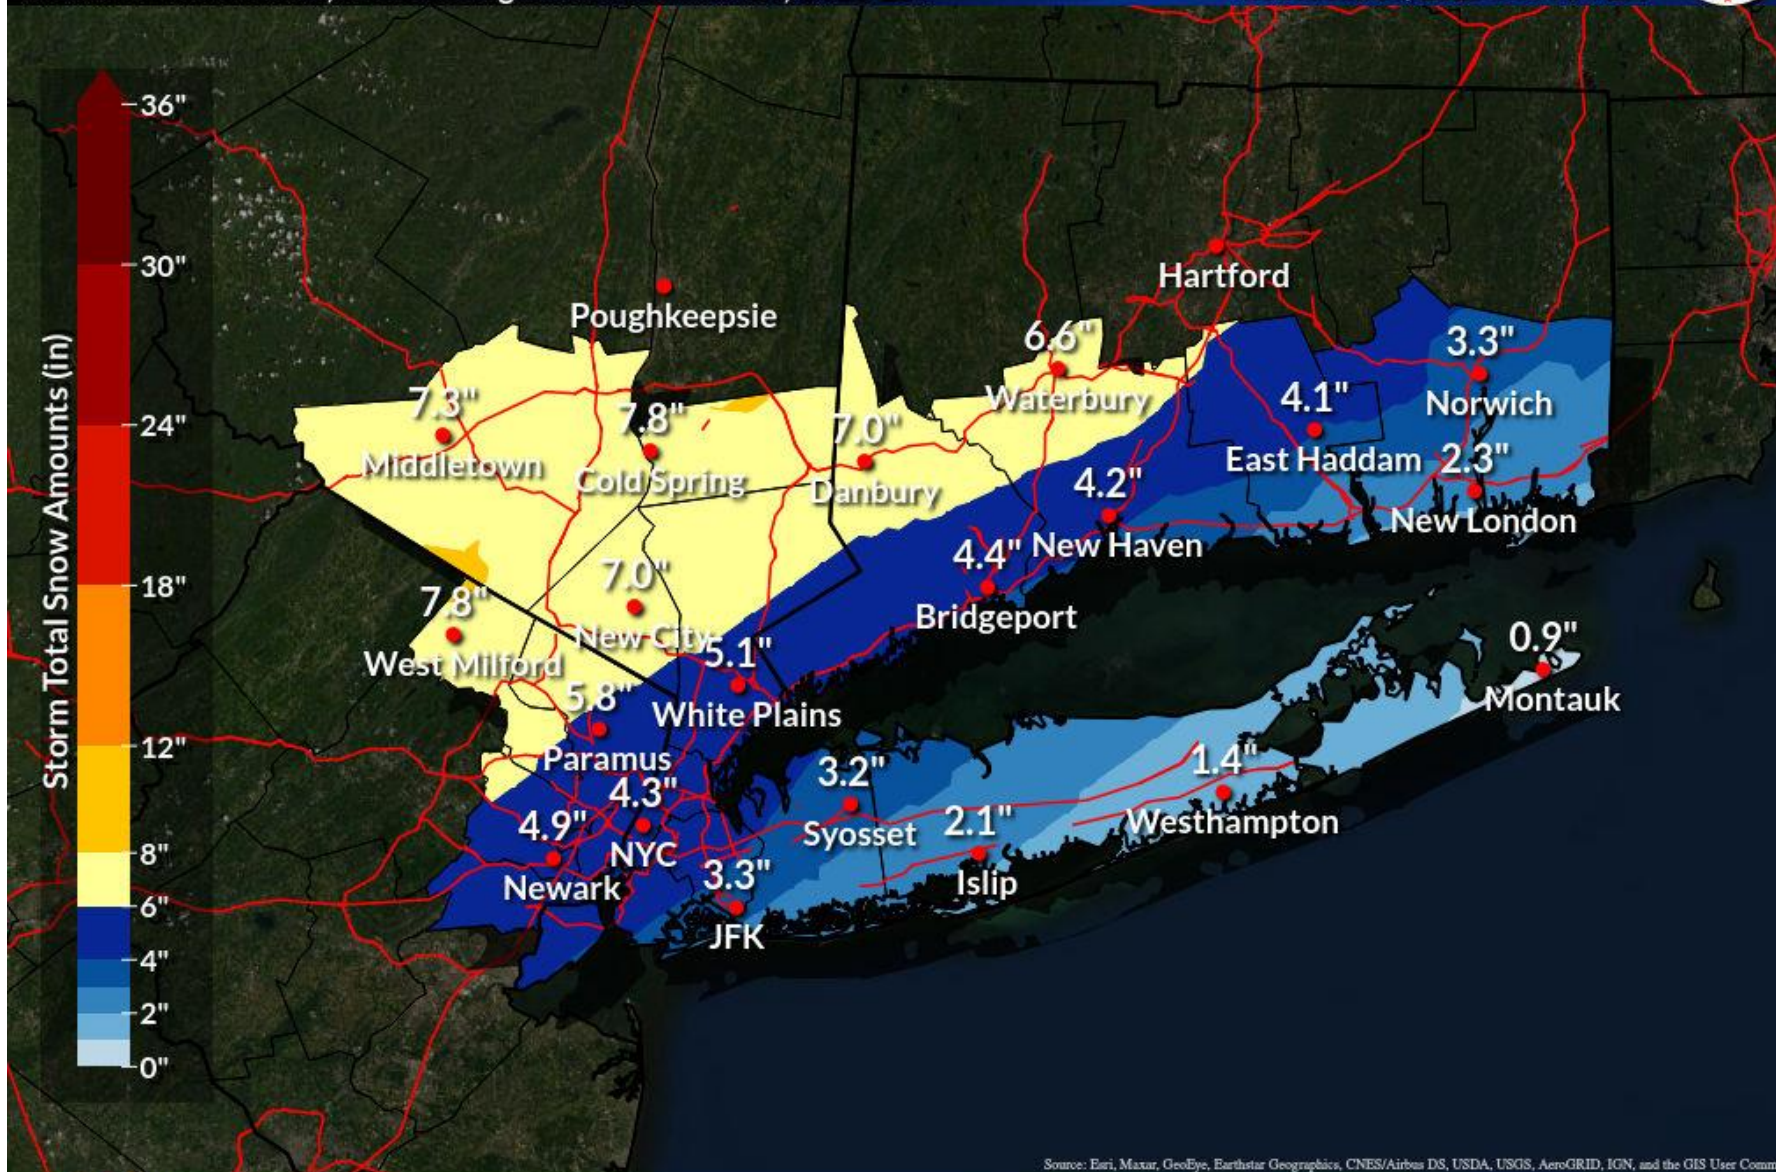 Storm Total Snow Amounts (in)
36"
30"
24"
18"
12"
8"
6"
4"
2"
0"
Poughkeepsie
Hartford
7.3"
Middletown
7.8"
Cold Spring
7.0"
Danbury
6.6"
Waterbury
4.1"
East Haddam
3.3"
Norwich
2.3"
New London
4.2"
New Haven
4.4"
Bridgeport
7.8"
West Milford
7.0"
New City
5.1"
White Plains
5.8"
Paramus
4.3"
NYC
4.9"
Newark
3.3"
JFK
3.2"
Syosset
2.1"
Islip
1.4"
Westhampton
0.9"
Montauk
Source: Esri, Maxar, GeoEye, Earthstar Geographics, CNES/Airbus DS, USDA, USGS, AeroGRID, IGN, and the GIS User